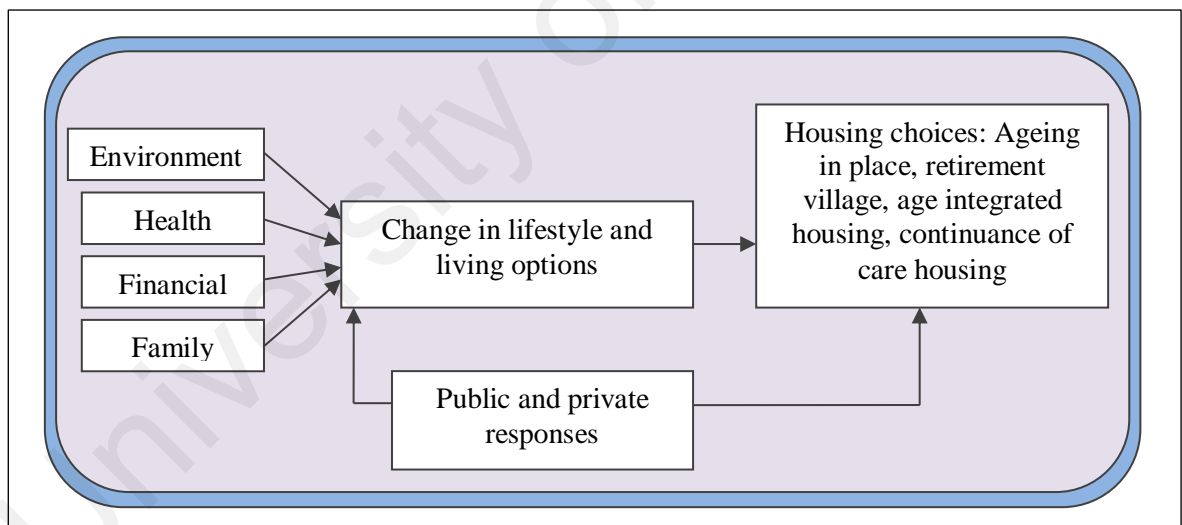 Environment
Health
Financial
Family
Change in lifestyle and
living options
Housing choices: Ageing
in place, retirement
village, age integrated
housing, continuance of
care housing
Public and private
responses
University o